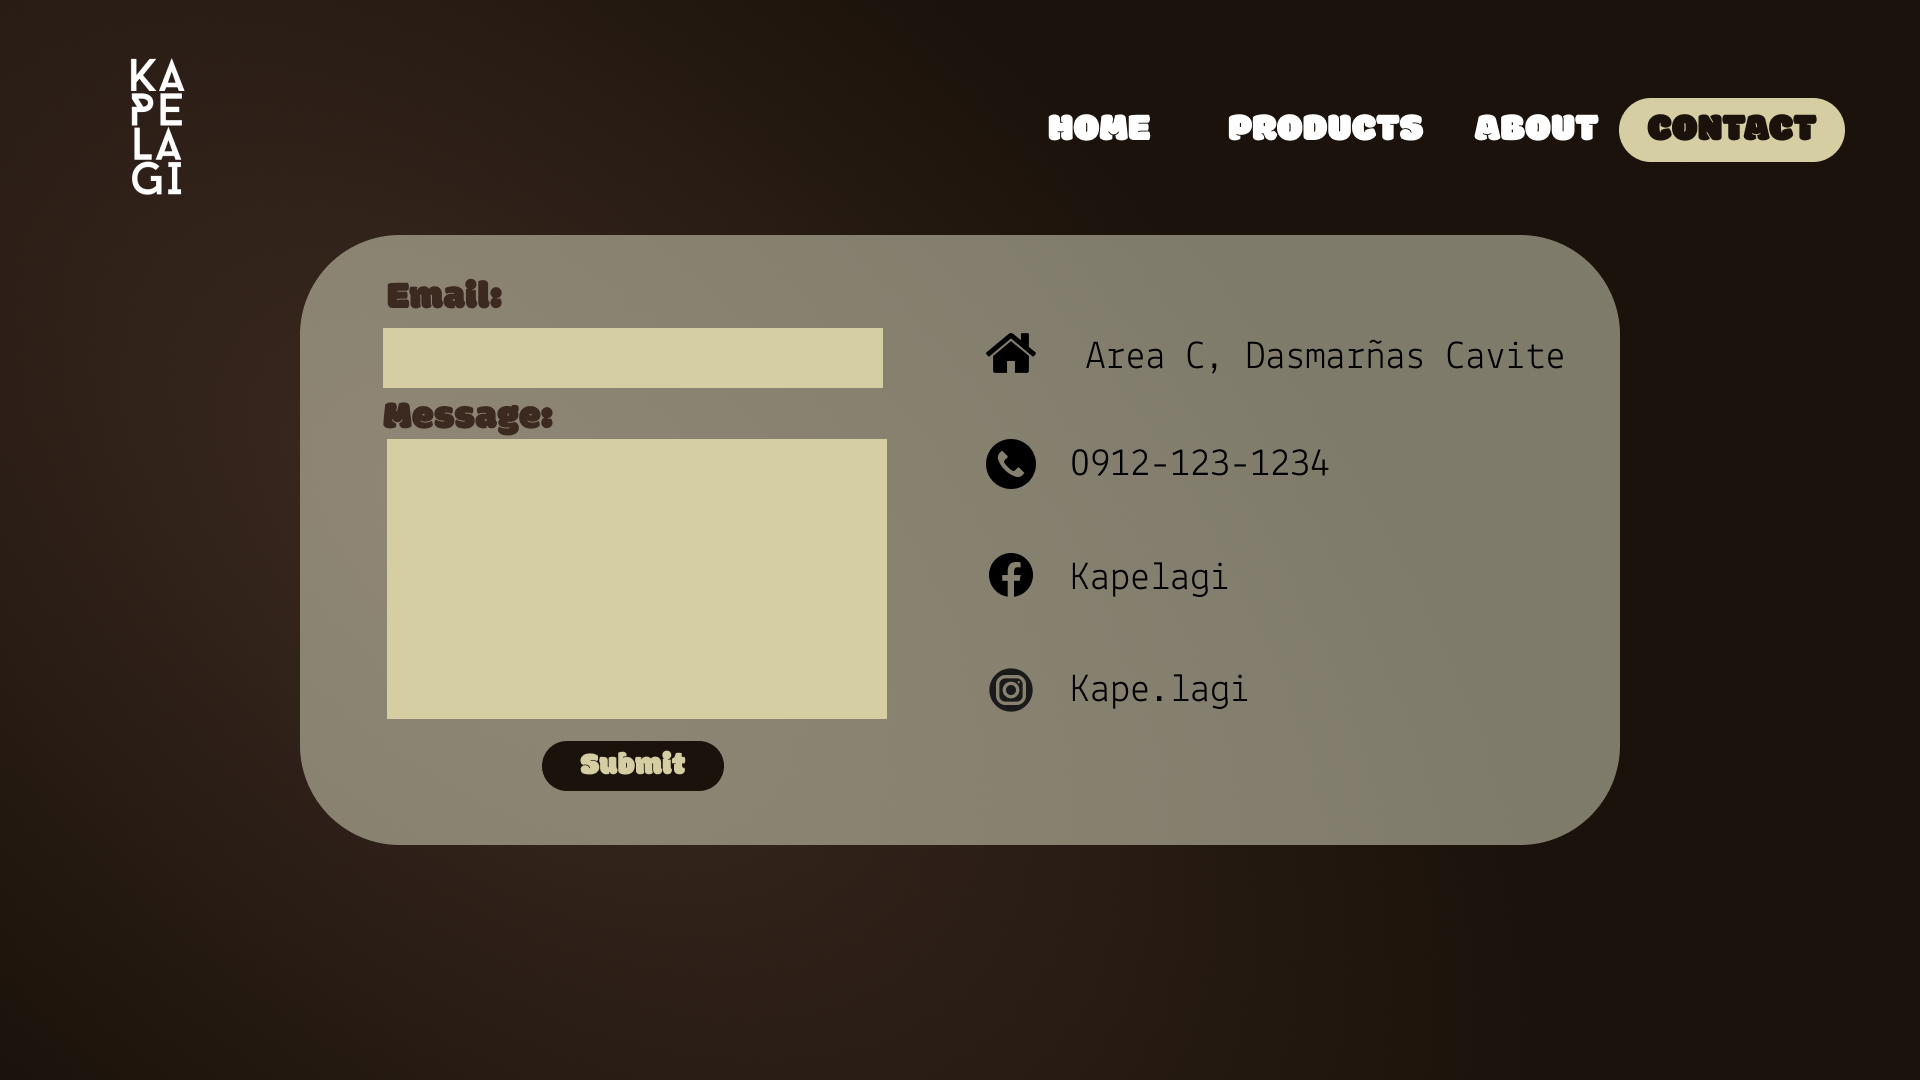 KA
PE
LA
GI
HOME PRODUCTS ABOUT CONTACT
Email:
Message:
Submit
Area C, Dasmarñas Cavite
0912-123-1234
Kapelagi
Kape.lagi